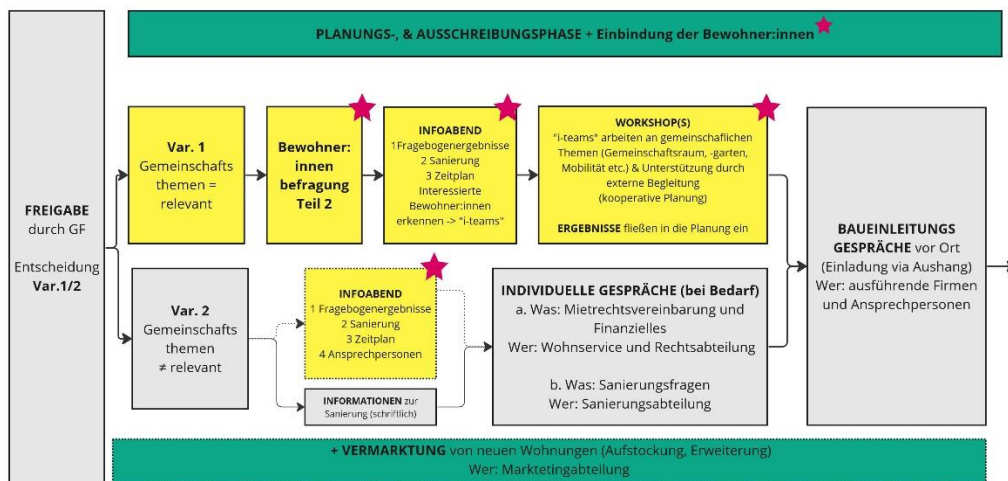 PLANUNGS-, & AUSSCHREIBUNGSPHASE + Einbindung der Bewohner:innen
FREIGABE
durch GF
Entscheidung
Var.1/2
Var. 1
Gemeinschafts
themen =
relevant
Bewohner:
innen
befragung
Teil 2
INFOABEND
1Fragebogenergebnisse
2 Sanierung
3 Zeitplan
Interessierte
Bewohner:innen
erkennen -> "i-teams"
WORKSHOP(S)
"i-teams" arbeiten an gemeinschaflichen
Themen (Gemeinschaftsraum, -garten,
Mobilität etc.) & Unterstützung durch
externe Begleitung
(kooperative Planung)
ERGEBNISSE fließen in die Planung ein
Var. 2
Gemeinschafts
themen
≠ relevant
INFOABEND
1 Fragebogenergebnisse
2 Sanierung
3 Zeitplan
4 Ansprechpersonen
INFORMATIONEN zur
Sanierung (schriftlich)
INDIVIDUELLE GESPRÄCHE (bei Bedarf)
a. Was: Mietrechtsvereinbarung und
Finanzielles
Wer: Wohnservice und Rechtsabteilung
b. Was: Sanierungsfragen
Wer: Sanierungsabteilung
BAUEINLEITUNGS
GESPRÄCHE vor Ort
(Einladung via Aushang)
Wer: ausführende Firmen
und Ansprechpersonen
+ VERMARKTUNG von neuen Wohnungen (Aufstockung, Erweiterung)
Wer: Marktetingabteilung